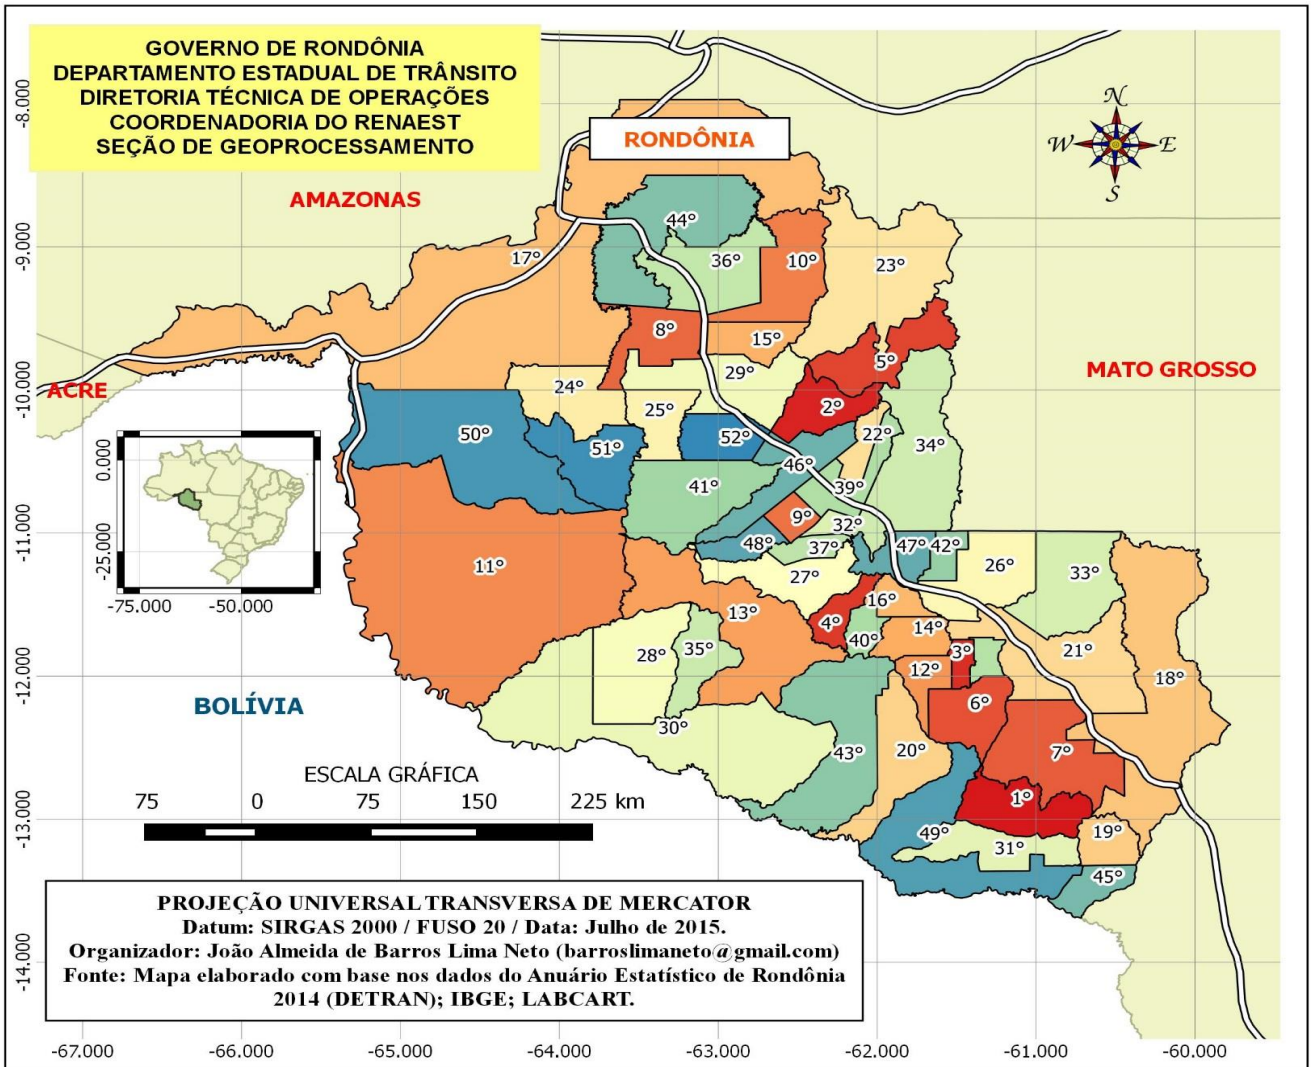 GOVERNO DE RONDÔNIA
DEPARTAMENTO ESTADUAL DE TRÂNSITO
DIRETORIA TÉCNICA DE OPERAÇÕES
COORDENADORIA DO RENAEST
SEÇÃO DE GEOPROCESSAMENTO
RONDÔNIA
N
W E
S
AMAZONAS
44°
17°
36°
10°
23°
8°
15°
5°
MATO GROSSO
ACRE
24°
29°
25°
2°
50°
51°
52°
22°
34°
46°
41°
39°
9°
32°
48°
37°
47°
42°
26°
33°
11°
27°
16°
13°
4°
40°
14°
28°
35°
3°
21°
12°
18°
6°
BOLÍVIA
30°
43°
20°
7°
1°
49°
31°
19°
45°
0.000
-25.000
-75.000 -50.000
ESCALA GRÁFICA
75 0 75 150 225 km
PROJEÇÃO UNIVERSAL TRANSVERSA DE MERCATOR
Datum: SIRGAS 2000 / FUSO 20 / Data: Julho de 2015.
Organizador: João Almeida de Barros Lima Neto (barroslimaneto@gmail.com)
Fonte: Mapa elaborado com base nos dados do Anuário Estatístico de Rondônia
2014 (DETRAN); IBGE; LABCART.
-8.000
-9.000
-10.000
-11.000
-12.000
-13.000
-14.000
-67.000 -66.000 -65.000 -64.000 -63.000 -62.000 -61.000 -60.000